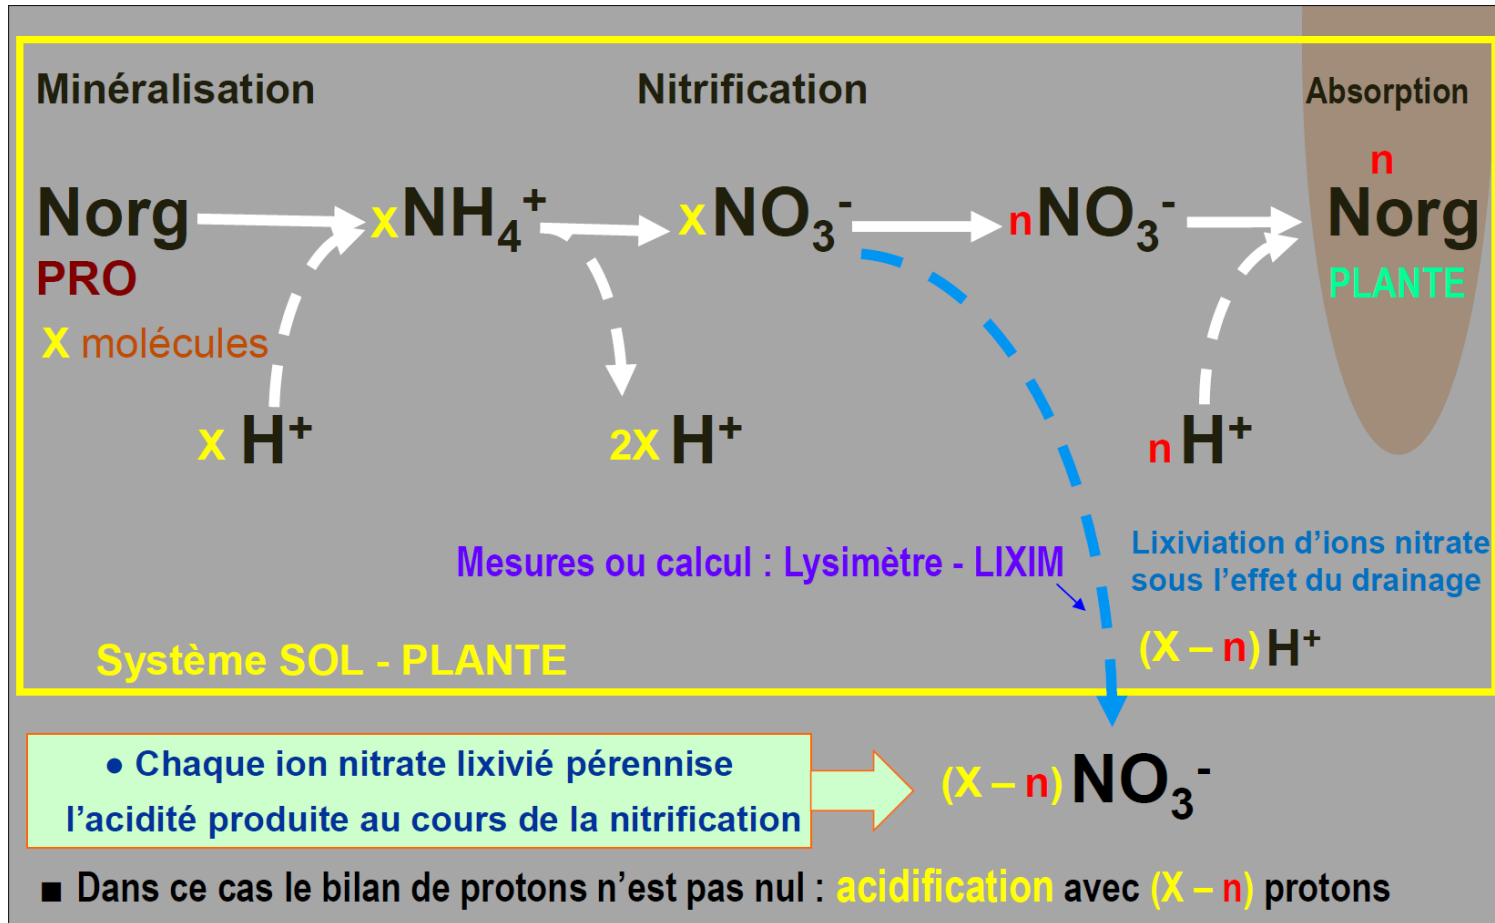 Minéralisation
Nitrification
Absorption
n
Norg
xNH₄⁺
xNO₃⁻
nNO₃⁻
Norg
PRO
PLANTE
X molécules
x H⁺
2X H⁺
n H⁺
Mesures ou calcul : Lysimètre - LIXIM
Lixiviation d’ions nitrate
sous l’effet du drainage
(X – n) H⁺
Système SOL - PLANTE
● Chaque ion nitrate lixivié pérennise
l’acidité produite au cours de la nitrification
(X – n) NO₃⁻
■ Dans ce cas le bilan de protons n’est pas nul : acidification avec (X – n) protons